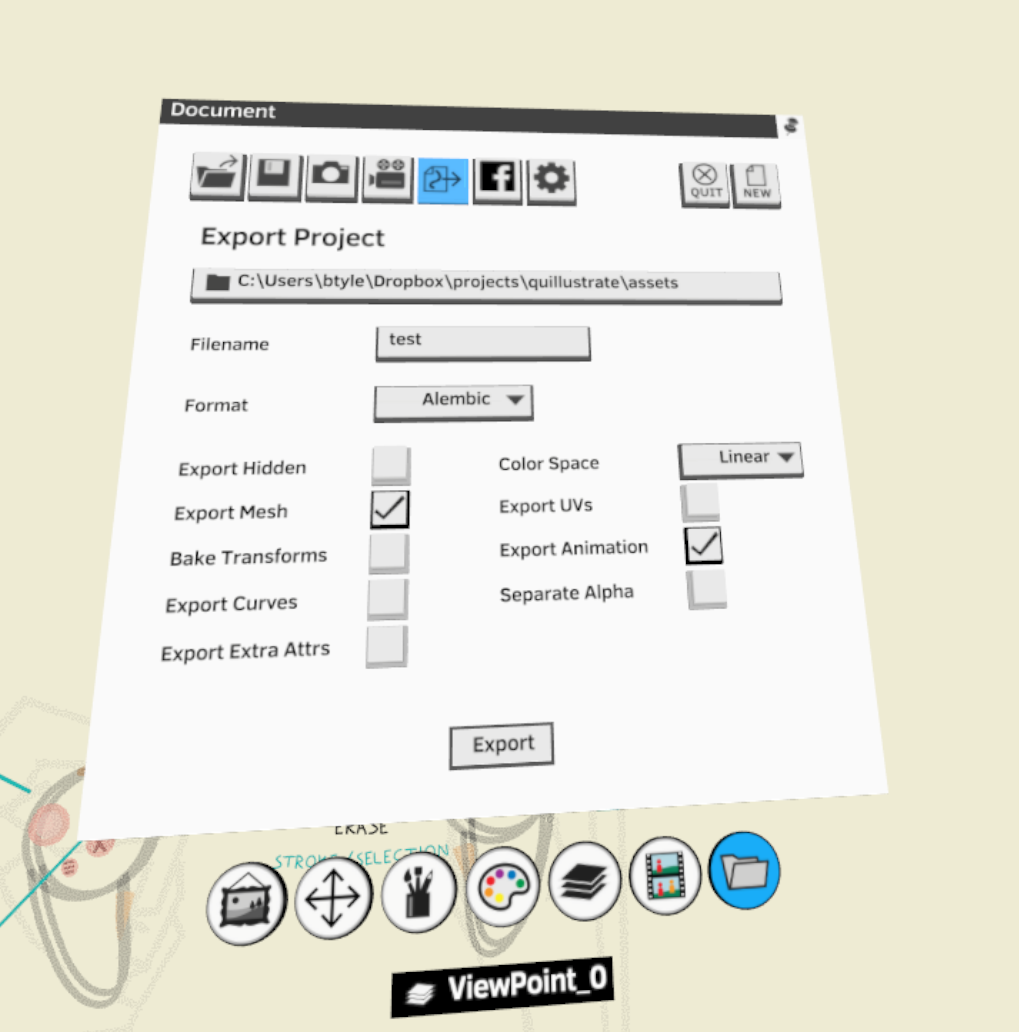 Document
QUIT
NEW
Export Project
C:\Users\btyle\Dropbox\projects\quillustrate\assets
Filename
test
Format
Alembic
Export Hidden
Color Space
Linear
Export Mesh
Export UVs
Bake Transforms
Export Animation
Export Curves
Separate Alpha
Export Extra Attrs
Export
X
ERASE
STROKE/SELECTION
ViewPoint_0